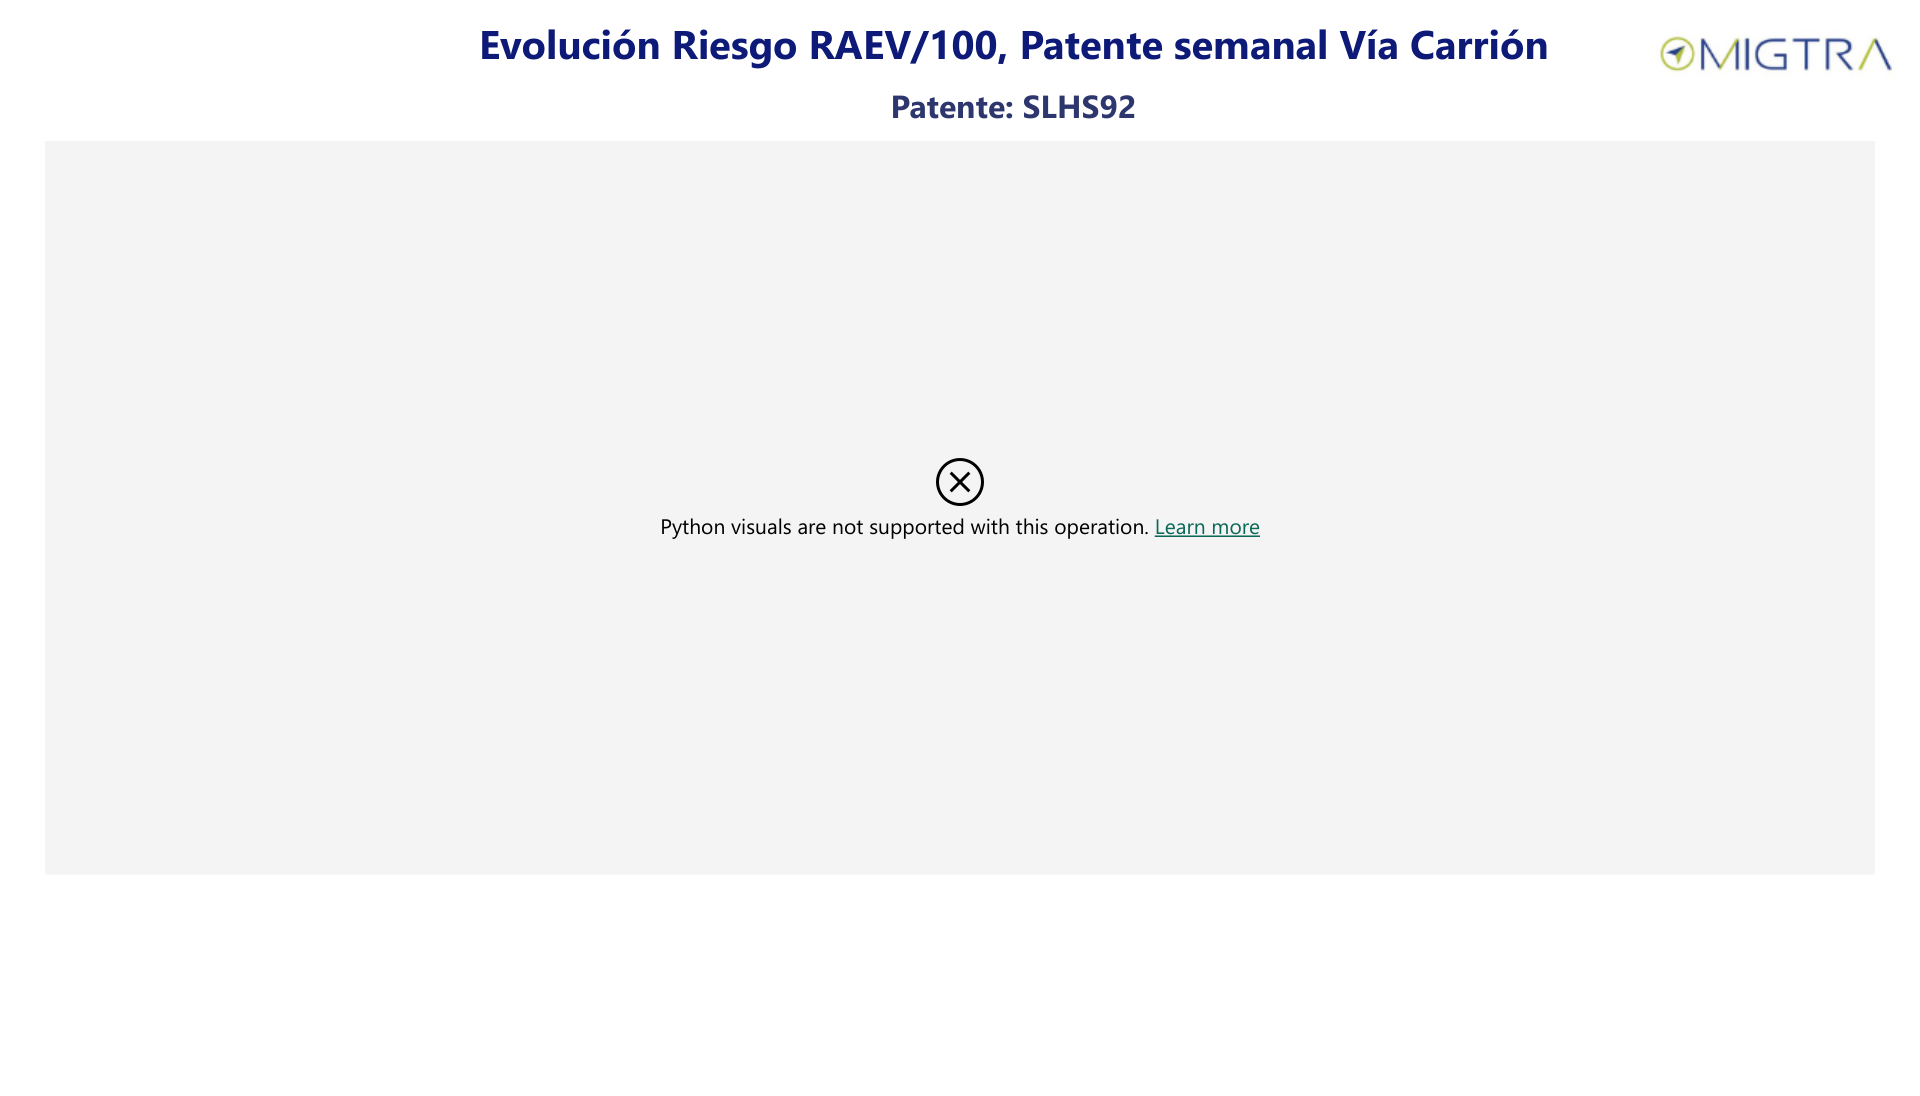 Evolución Riesgo RAEV/100, Patente semanal Vía Carrión
MIGTRA
Patente: SLHS92
Python visuals are not supported with this operation. Learn more